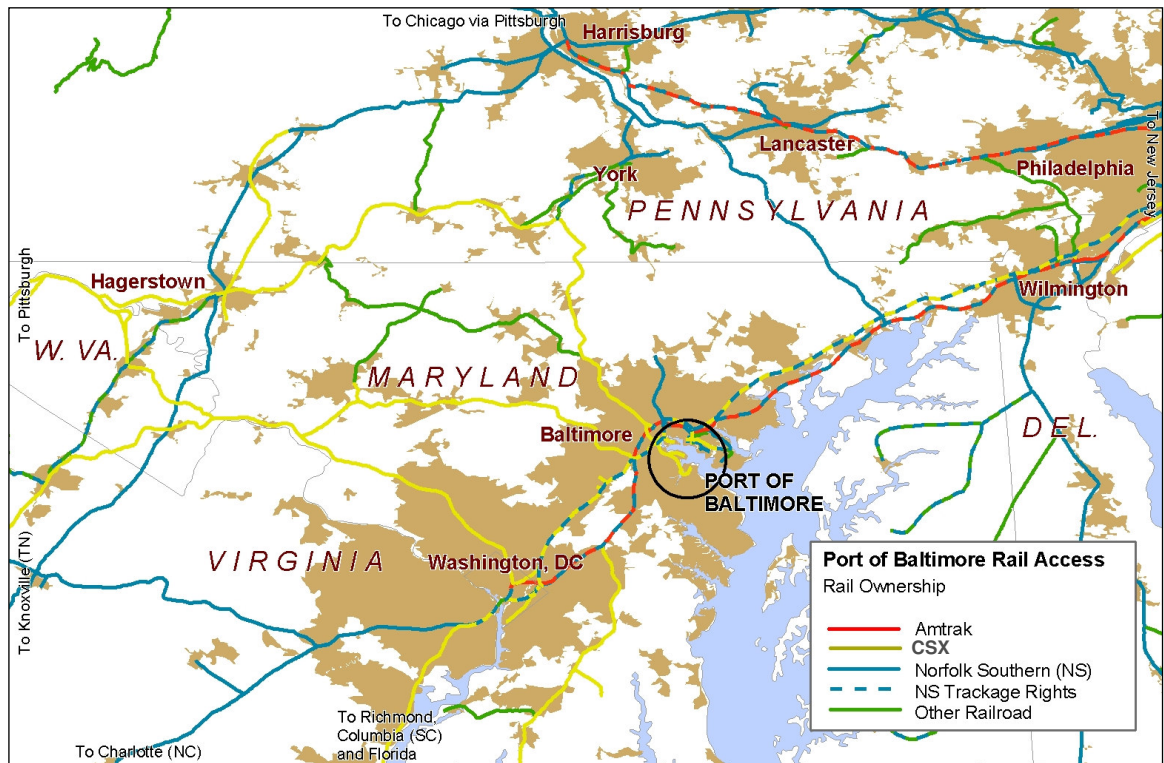 To Chicago via Pittsburgh
Harrisburg
To New Jersey
Lancaster
Philadelphia
York
PENNSYLVANIA
Hagerstown
Wilmington
To Pittsburgh
W. VA.
MARYLAND
DEL.
Baltimore
PORT OF
BALTIMORE
VIRGINIA
Washington, DC
To Knoxville (TN)
Port of Baltimore Rail Access
Rail Ownership
Amtrak
CSX
Norfolk Southern (NS)
NS Trackage Rights
Other Railroad
To Richmond,
Columbia (SC)
and Florida
To Charlotte (NC)